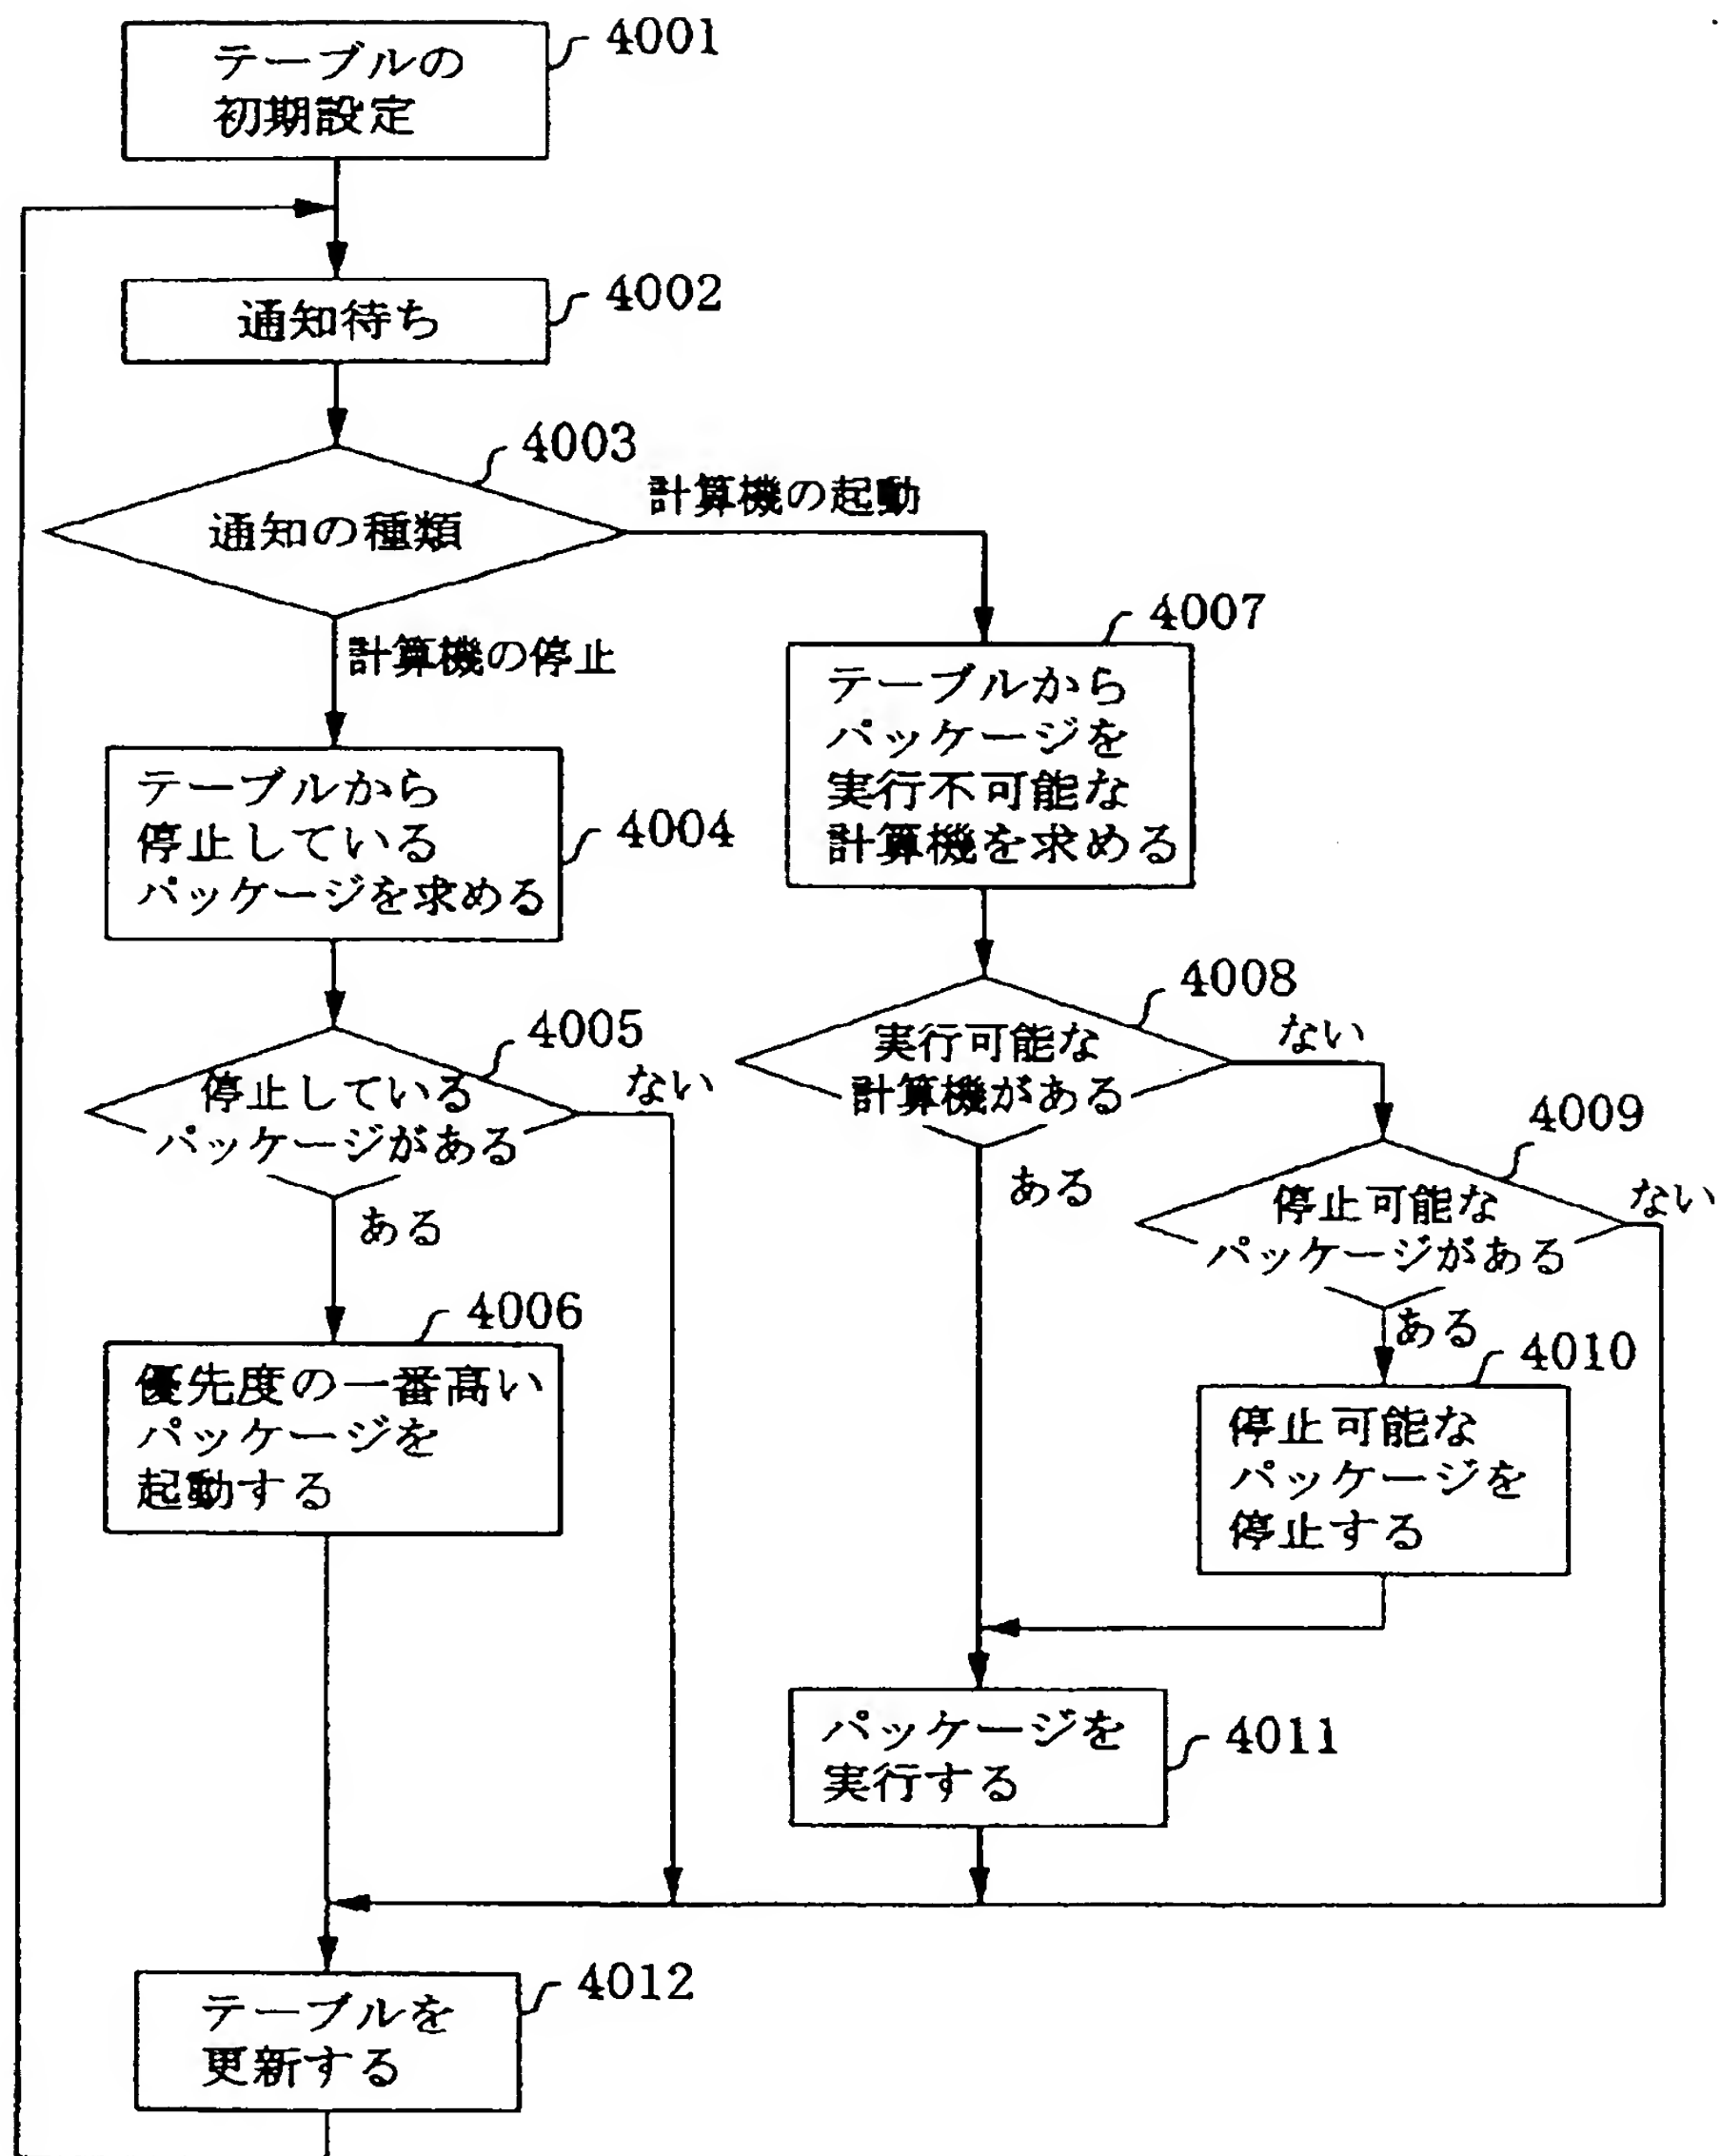 4001
テーブルの
初期設定
4002
通知待ち
4003
通知の種類
計算機の起動
計算機の停止
4004
テーブルから
停止している
パッケージを求める
4005
停止している
パッケージがある
ない
ある
4006
優先度の一番高い
パッケージを
起動する
4007
テーブルから
パッケージを
実行不可能な
計算機を求める
4008
実行可能な
計算機がある
ない
ある
4009
停止可能な
パッケージがある
ない
ある
4010
停止可能な
パッケージを
停止する
4011
パッケージを
実行する
4012
テーブルを
更新する